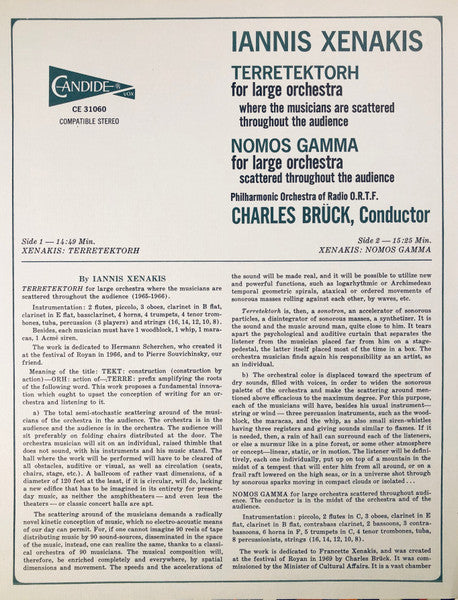 CANDIDE ®
VOX
CE 31060
COMPATIBLE STEREO
IANNIS XENAKIS
TERRETEKTORH
for large orchestra
where the musicians are scattered
throughout the audience
NOMOS GAMMA
for large orchestra
scattered throughout the audience
Philharmonic Orchestra of Radio O.R.T.F.
CHARLES BRÜCK, Conductor
Side 1 — 14:49 Min.
XENAKIS: TERRETEKTORH
Side 2 — 15:25 Min.
XENAKIS: NOMOS GAMMA
By IANNIS XENAKIS
TERRETEKTORH for large orchestra where the musicians are
scattered throughout the audience (1965-1966).
Instrumentation: 2 flutes, piccolo, 3 oboes, clarinet in B flat,
clarinet in E flat, bassclarinet, 4 horns, 4 trumpets, 4 tenor trom-
bones, tuba, percussion (3 players) and strings (16, 14, 12, 10, 8).
Besides, each musician must have 1 woodblock, 1 whip, 1 mara-
cas, 1 Acmé siren.
The work is dedicated to Hermann Scherchen, who created it
at the festival of Royan in 1966, and to Pierre Souvichinsky, our
friend.
Meaning of the title: TEKT: construction (construction by
action)—ORH: action of—TERRE: prefix amplifying the roots
of the following word. This work proposes a fundamental innova-
tion which ought to upset the conception of writing for an or-
chestra and listening to it.
a) The total semi-stochastic scattering around of the musi-
cians of the orchestra in the audience. The orchestra is in the
audience and the audience is in the orchestra. The audience will
sit preferably on folding chairs distributed at the door. The
orchestra musician will sit on an individual, raised thimble that
does not sound, with his instruments and his music stand. The
hall where the work will be performed will have to be cleared of
all obstacles, auditive or visual, as well as circulation (seats,
chairs, stage, etc.). A ballroom of rather vast dimensions, of a
diameter of 120 feet at the least, if it is circular, will do, lacking
a new edifice that has to be imagined in its entirety for present-
day music, as neither the amphitheaters — and even less the
theaters — or classic concert halls are apt.
The scattering around of the musicians demands a radically
novel kinetic conception of music, which no electro-acoustic means
of our day can permit. For, if one cannot imagine 90 reels of tape
distributing music by 90 sound-sources, disseminated in the space
of the music, instead, one can realize the same, thanks to a classi-
cal orchestra of 90 musicians. The musical composition will,
therefore, be enriched completely and everywhere, by spatial
dimensions and movement. The speeds and the accelerations of
the sound will be made real, and it will be possible to utilize new
and powerful functions, such as logarhythmic or Archimedean
temporal geometric spirals, ataxical or ordered movements of
sonorous masses rolling against each other, by waves, etc.
Terretektorh is, then, a sonotron, an accelerator of sonorous
particles, a disintegrator of sonorous masses, a synthetizer. It is
the sound and the music around man, quite close to him. It tears
apart the psychological and auditive curtain that separates the
listener from the musician placed far from him on a stage-
pedestal, the latter itself placed most of the time in a box. The
orchestra musician finds again his responsibility as an artist, as
an individual.
b) The orchestral color is displaced toward the spectrum of
dry sounds, filled with voices, in order to widen the sonorous
palette of the orchestra and make the scattering around men-
tioned above efficacious to the maximum degree. For this purpose,
each of the musicians will have, besides his usual instrument—
string or wind — three percussion instruments, such as the wood-
block, the maracas, and the whip, as also small siren-whistles
having three registers and giving sounds similar to flames. If it
is needed, then, a rain of hail can surround each of the listeners,
or else a murmur like in a pine forest, or some other atmosphere
or concept—linear, static, or in motion. The listener will be defini-
tively, each one individually, put up on top of a mountain in the
midst of a tempest that will enter him from all around, or on a
frail raft lowered on the high sea, or in a universe shot through
by sonorous sparks moving in compact clouds or isolated . . .
NOMOS GAMMA for large orchestra scattered throughout audi-
ence. The conductor is in the midst of the orchestra and the
audience.
Instrumentation: piccolo, 2 flutes in C, 3 oboes, clarinet in E
flat, clarinet in B flat, contrabass clarinet, 2 bassoons, 3 contra-
bassoons, 6 horns in F, 5 trumpets in C, 4 tenor trombones, tuba,
8 percussionists, strings (16, 14, 12, 10, 8).
The work is dedicated to Francette Xenakis, and was created
at the festival of Royan in 1969 by Charles Bruck. It was com-
missioned by the Minister of Cultural Affairs. It is a vast chamber